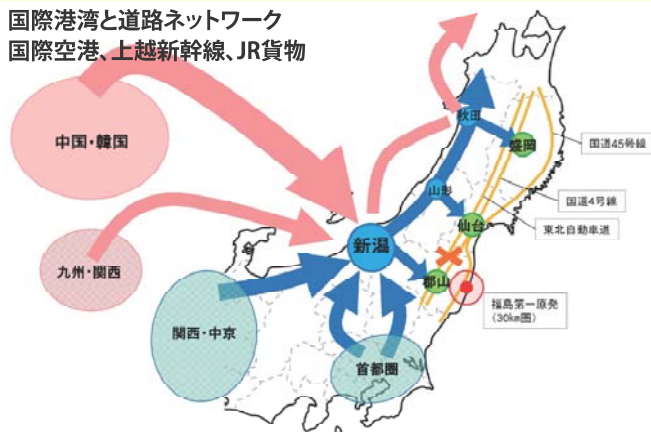 国際港湾と道路ネットワーク
国際空港、上越新幹線、JR貨物
中国・韓国
秋田
盛岡
国道45号線
山形
国道4号線
仙台
東北自動車道
新潟
九州・関西
郡山
福島第一原発
(30km圏)
関西・中京
首都圏